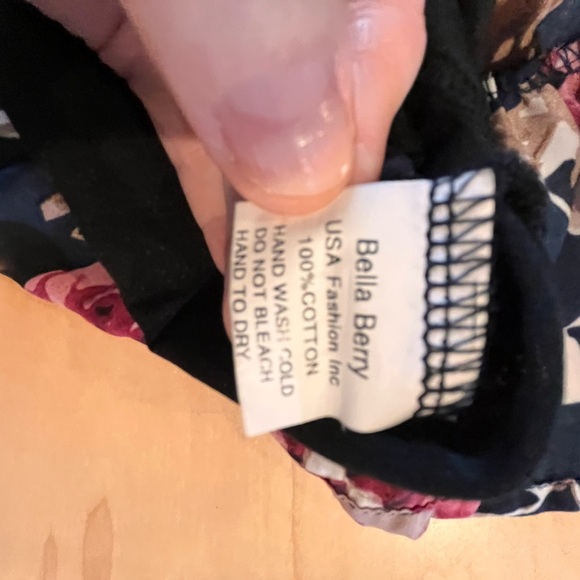 Bella Berry
USA Fashion Inc
100%COTTON
HAND WASH COLD
DO NOT BLEACH
HAND TO DRY